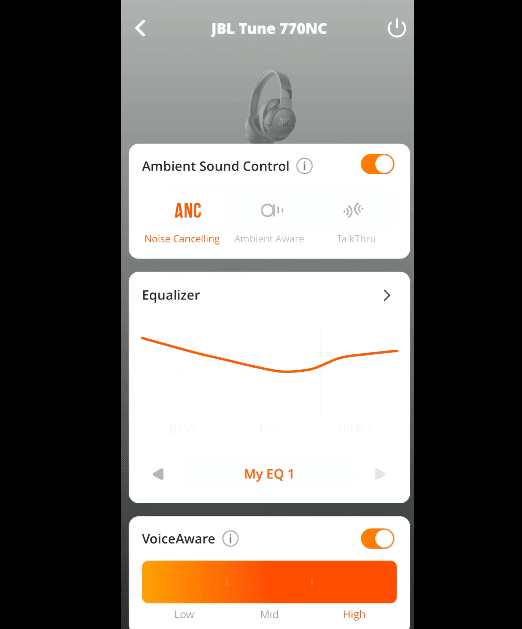 JBL Tune 770NC
Ambient Sound Control
ANC
Noise Cancelling
Ambient Aware
TalkThru
Equalizer
BASS
MID
TREBLE
My EQ 1
VoiceAware
Low
Mid
High